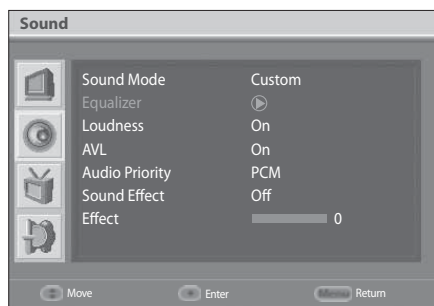 Sound
Sound Mode Custom
Equalizer
Loudness On
AVL On
Audio Priority PCM
Sound Effect Off
Effect 0
Move Enter Menu Return